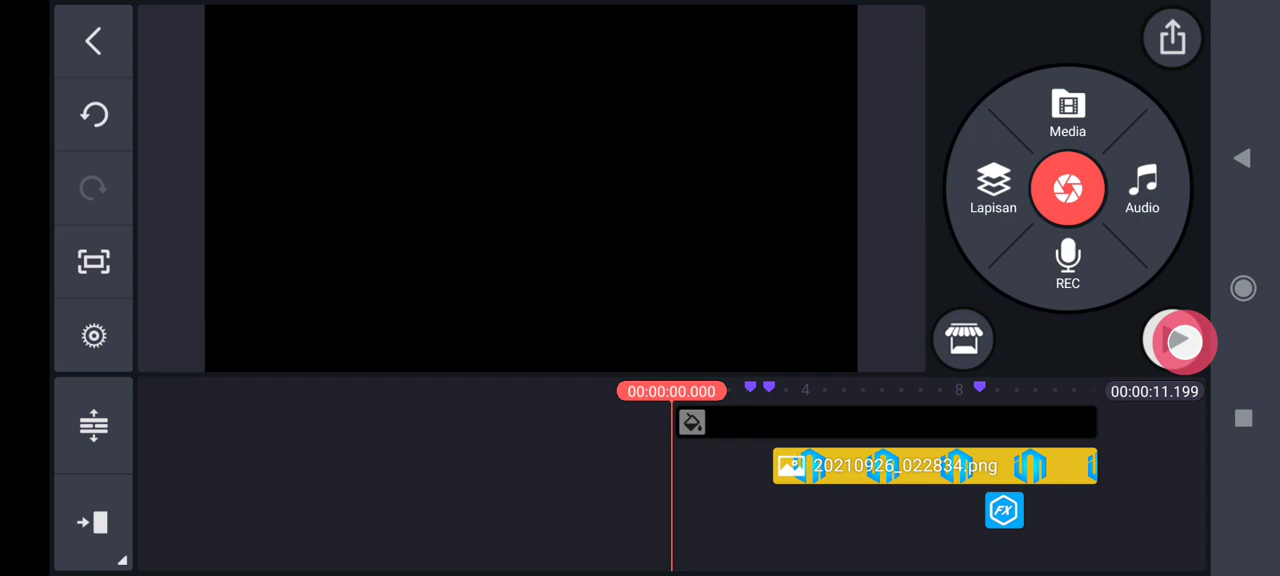 Media
Lapisan
Audio
REC
00:00:00.000
4
8
00:00:11.199
20210926_022834.png
FX